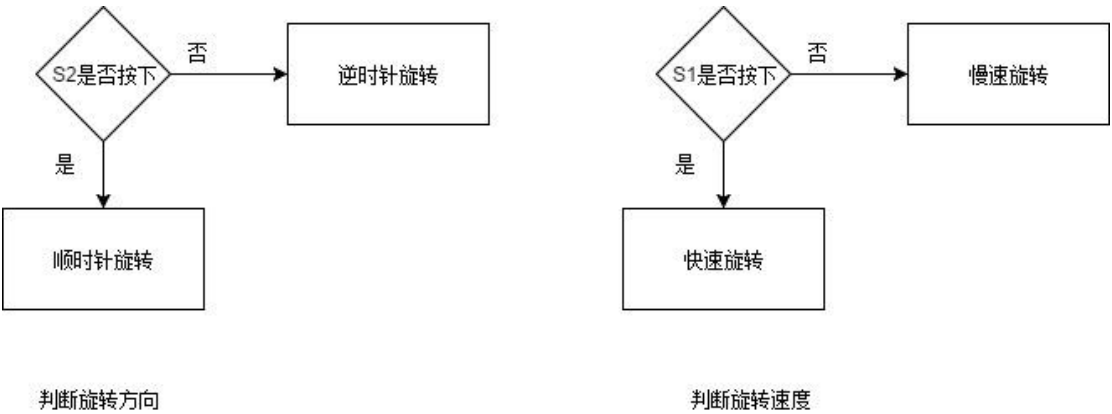 S2是否按下
否
逆时针旋转
是
顺时针旋转
判断旋转方向
S1是否按下
否
慢速旋转
是
快速旋转
判断旋转速度